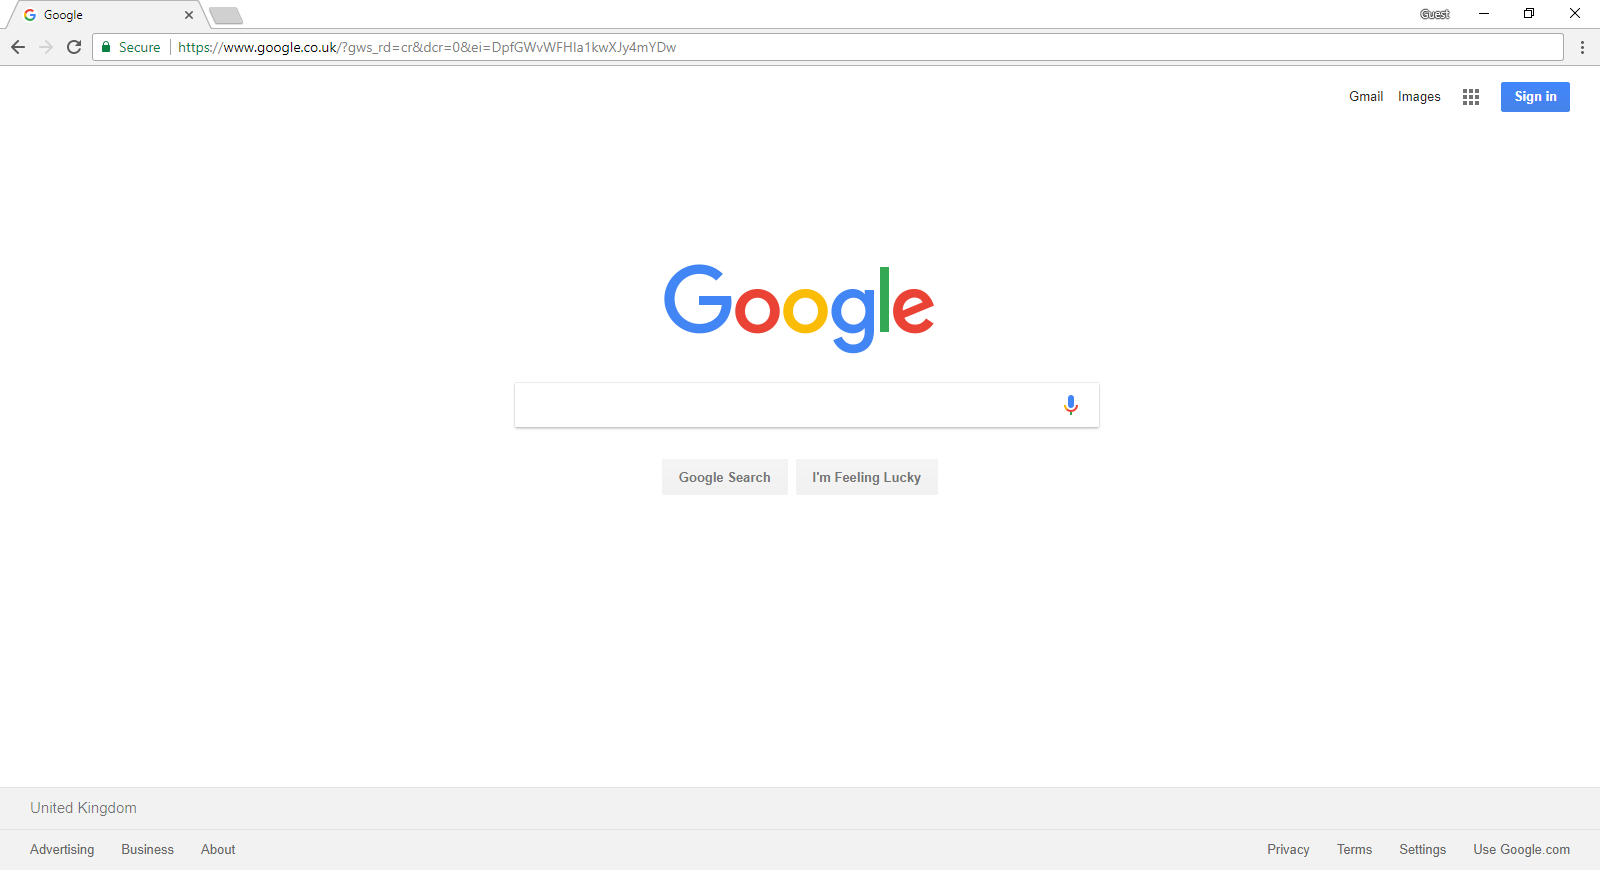 Google
Guest
Secure
https://www.google.co.uk/?gws_rd=cr&dcr=0&ei=DpfGWvWFHIa1kwXJy4mYDw
Gmail Images Sign in
Google
Google Search I'm Feeling Lucky
United Kingdom
Advertising Business About Privacy Terms Settings Use Google.com